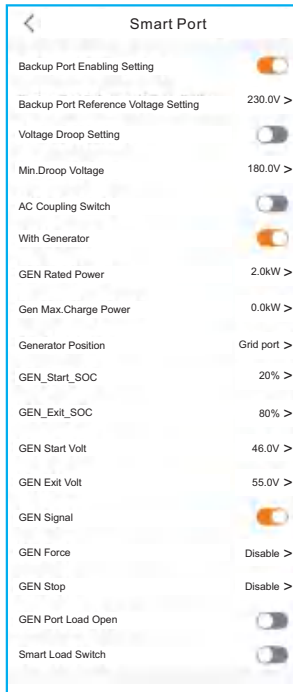 Smart Port
Backup Port Enabling Setting
Backup Port Reference Voltage Setting 230.0V >
Voltage Droop Setting
Min.Droop Voltage 180.0V >
AC Coupling Switch
With Generator
GEN Rated Power 2.0kW >
Gen Max.Charge Power 0.0kW >
Generator Position Grid port >
GEN_Start_SOC 20% >
GEN_Exit_SOC 80% >
GEN Start Volt 46.0V >
GEN Exit Volt 55.0V >
GEN Signal
GEN Force Disable >
GEN Stop Disable >
GEN Port Load Open
Smart Load Switch